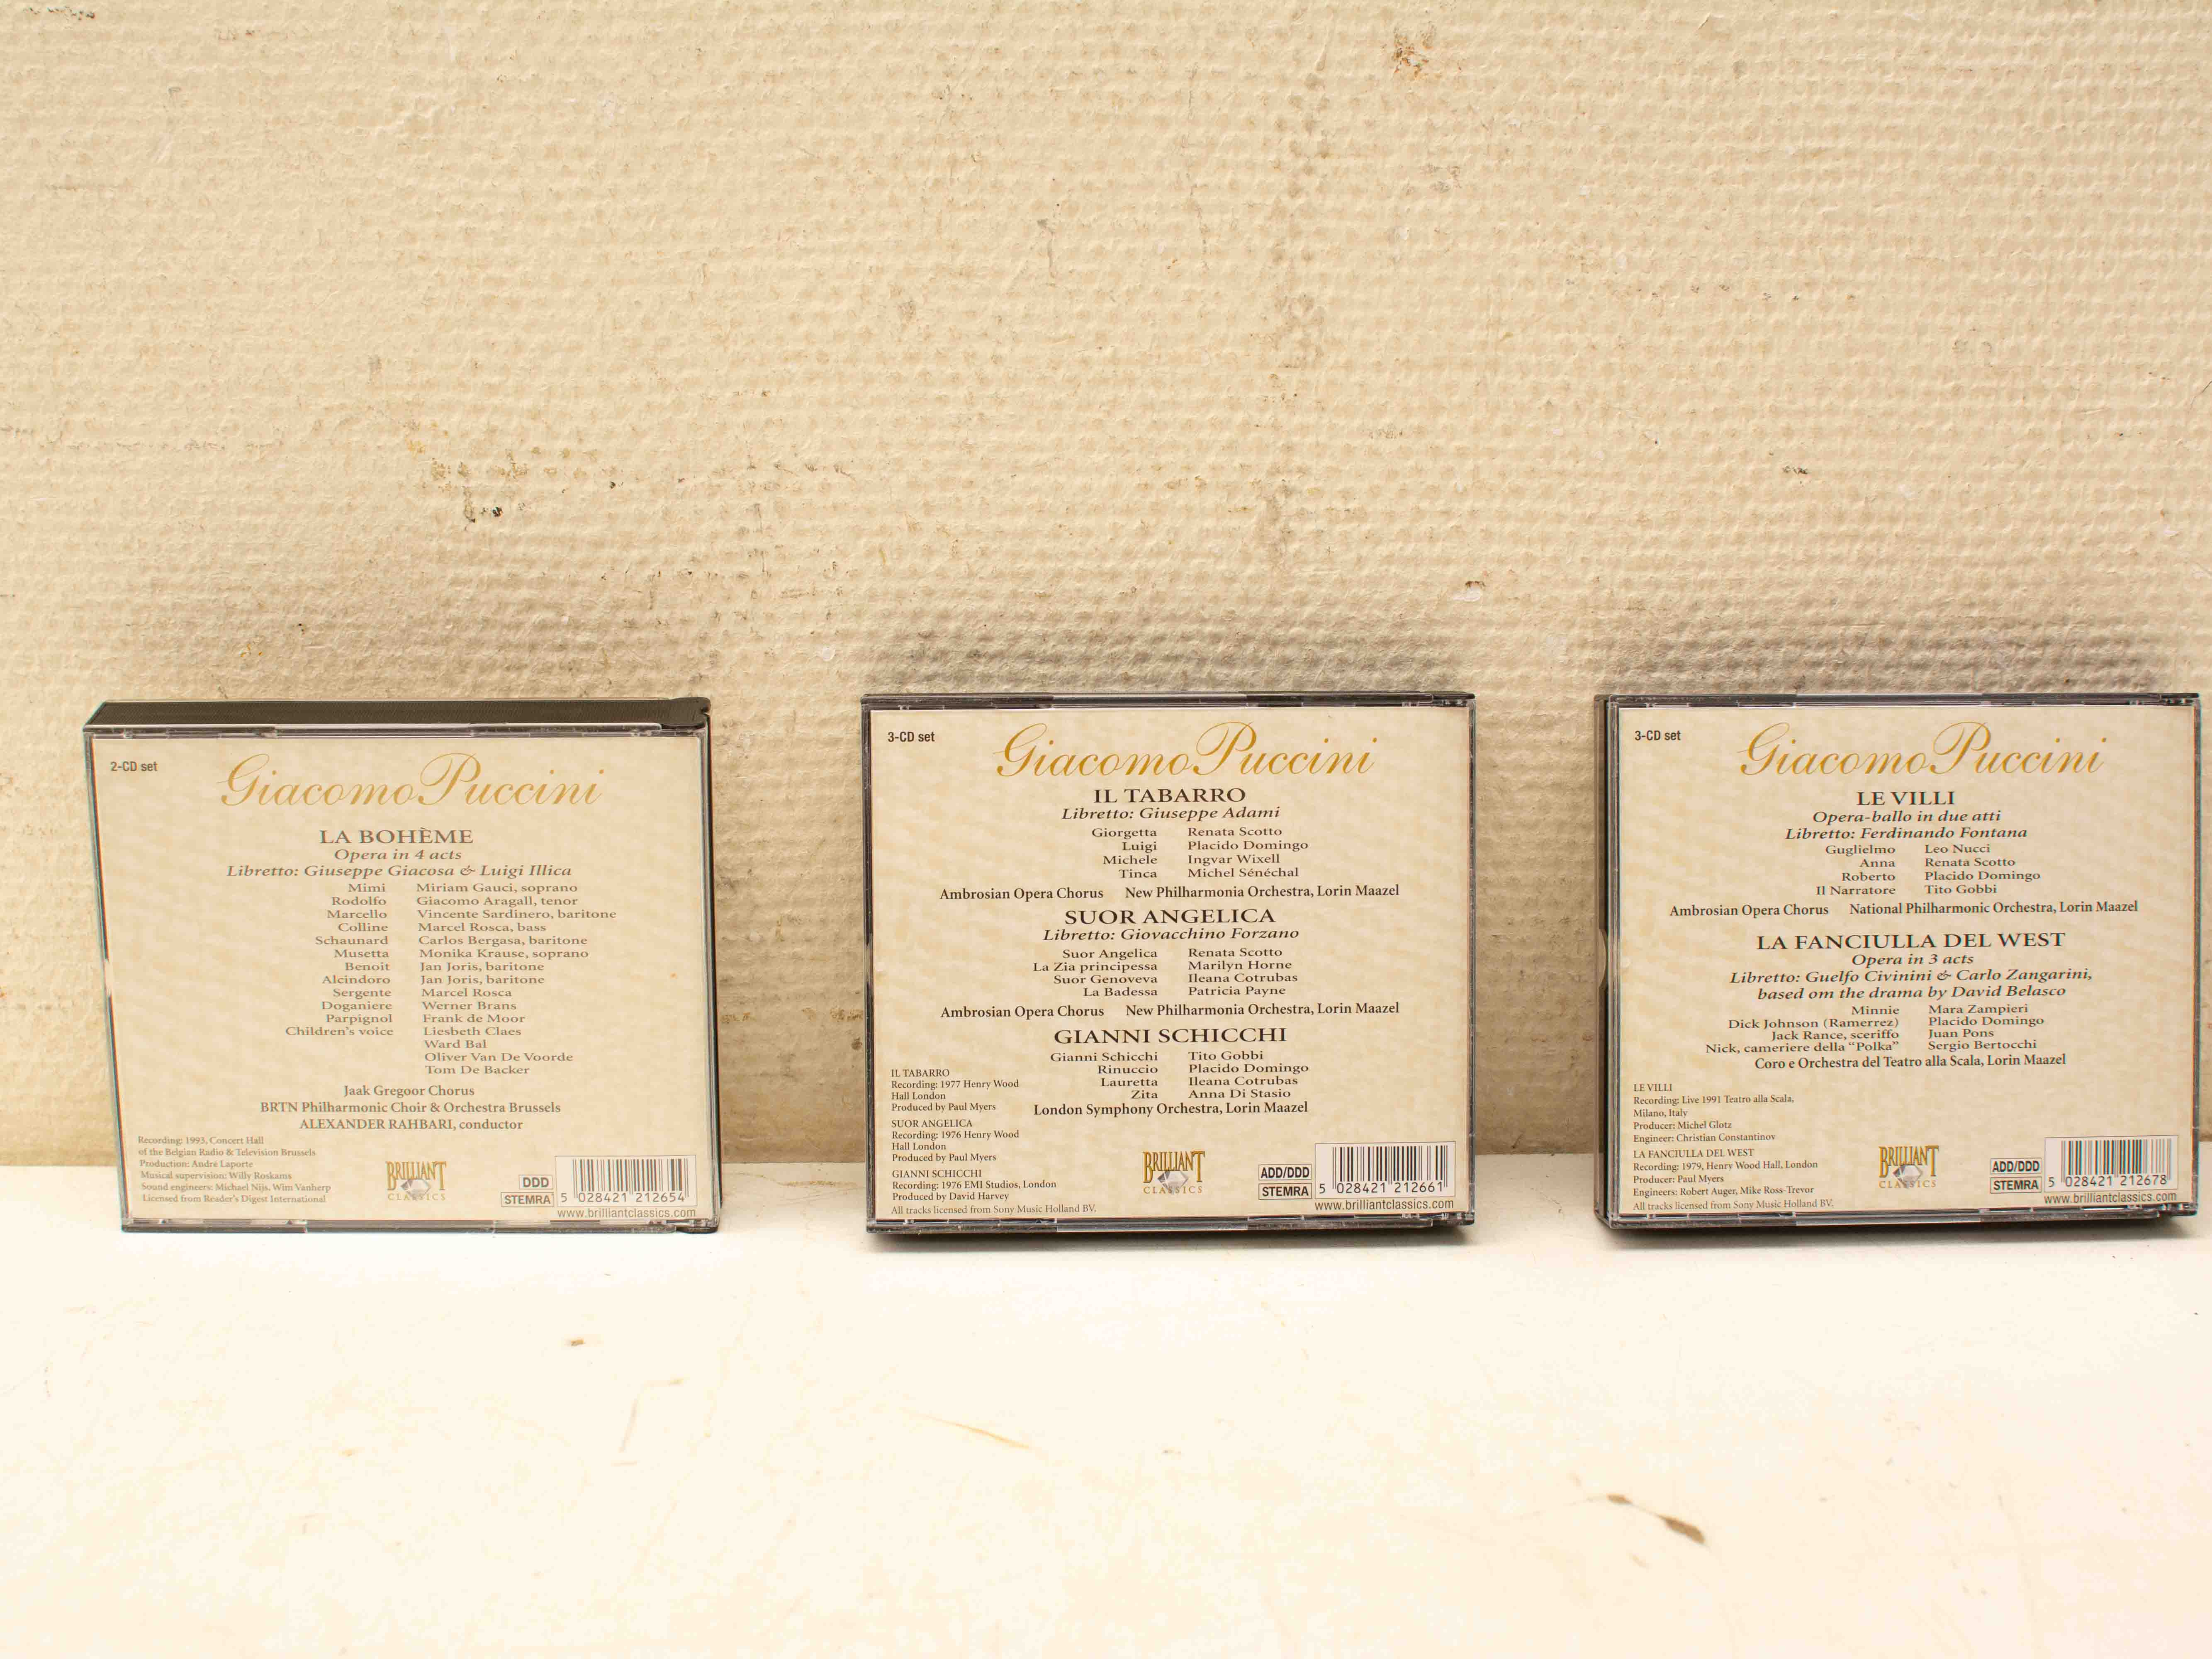 2-CD set
Giacomo Puccini
LA BOHÈME
Opera in 4 acts
Libretto: Giuseppe Giacosa & Luigi Illica
Mimi Miriam Gauci, soprano
Rodolfo Giacomo Aragall, tenor
Marcello Vincente Sardinero, baritone
Colline Marcel Rosca, bass
Schaunard Carlos Bergasa, baritone
Musetta Monika Krause, soprano
Benoit Jan Joris, baritone
Alcindoro Jan Joris, baritone
Sergente Marcel Rosca
Doganiere Werner Brans
Parpignol Frank de Moor
Children's voice Liesbeth Claes
Ward Bal
Oliver Van De Voorde
Tom De Backer
Jaak Gregoor Chorus
BRTN Philharmonic Choir & Orchestra Brussels
ALEXANDER RAHBARI, conductor
Recording: 1993, Concert Hall
of the Belgian Radio & Television Brussels
Production: André Laporte
Musical supervision: Willy Roskams
Sound engineers: Michael Nijs, Wim Vanherp
Licensed from Reader's Digest International
BRILLIANT
CLASSICS
DDD
STEMRA
5 028421 212654
www.brilliantclassics.com
3-CD set
Giacomo Puccini
IL TABARRO
Libretto: Giuseppe Adami
Giorgetta Renata Scotto
Luigi Placido Domingo
Michele Ingvar Wixell
Tinca Michel Sénéchal
Ambrosian Opera Chorus New Philharmonia Orchestra, Lorin Maazel
SUOR ANGELICA
Libretto: Giovacchino Forzano
Suor Angelica Renata Scotto
La Zia principessa Marilyn Horne
Suor Genoveva Ileana Cotrubas
La Badessa Patricia Payne
Ambrosian Opera Chorus New Philharmonia Orchestra, Lorin Maazel
GIANNI SCHICCHI
Gianni Schicchi Tito Gobbi
Rinuccio Placido Domingo
Lauretta Ileana Cotrubas
Zita Anna Di Stasio
London Symphony Orchestra, Lorin Maazel
IL TABARRO
Recording: 1977 Henry Wood
Hall London
Produced by Paul Myers
SUOR ANGELICA
Recording: 1976 Henry Wood
Hall London
Produced by Paul Myers
GIANNI SCHICCHI
Recording: 1976 EMI Studios, London
Produced by David Harvey
All tracks licensed from Sony Music Holland BV.
BRILLIANT
CLASSICS
ADD/DDD
STEMRA
5 028421 212661
www.brilliantclassics.com
3-CD set
Giacomo Puccini
LE VILLI
Opera-ballo in due atti
Libretto: Ferdinando Fontana
Guglielmo Leo Nucci
Anna Renata Scotto
Roberto Placido Domingo
Il Narratore Tito Gobbi
Ambrosian Opera Chorus National Philharmonic Orchestra, Lorin Maazel
LA FANCIULLA DEL WEST
Opera in 3 acts
Libretto: Guelfo Civinini & Carlo Zangarini,
based om the drama by David Belasco
Minnie Mara Zampieri
Dick Johnson (Ramerrez) Placido Domingo
Jack Rance, sceriffo Juan Pons
Nick, cameriere della “Polka” Sergio Bertocchi
Coro e Orchestra del Teatro alla Scala, Lorin Maazel
LE VILLI
Recording: Live 1991 Teatro alla Scala,
Milano, Italy
Producer: Michel Glotz
Engineer: Christian Constantinov
LA FANCIULLA DEL WEST
Recording: 1979, Henry Wood Hall, London
Producer: Paul Myers
Engineers: Robert Auger, Mike Ross-Trevor
All tracks licensed from Sony Music Holland BV.
BRILLIANT
CLASSICS
ADD/DDD
STEMRA
5 028421 212678
www.brilliantclassics.com